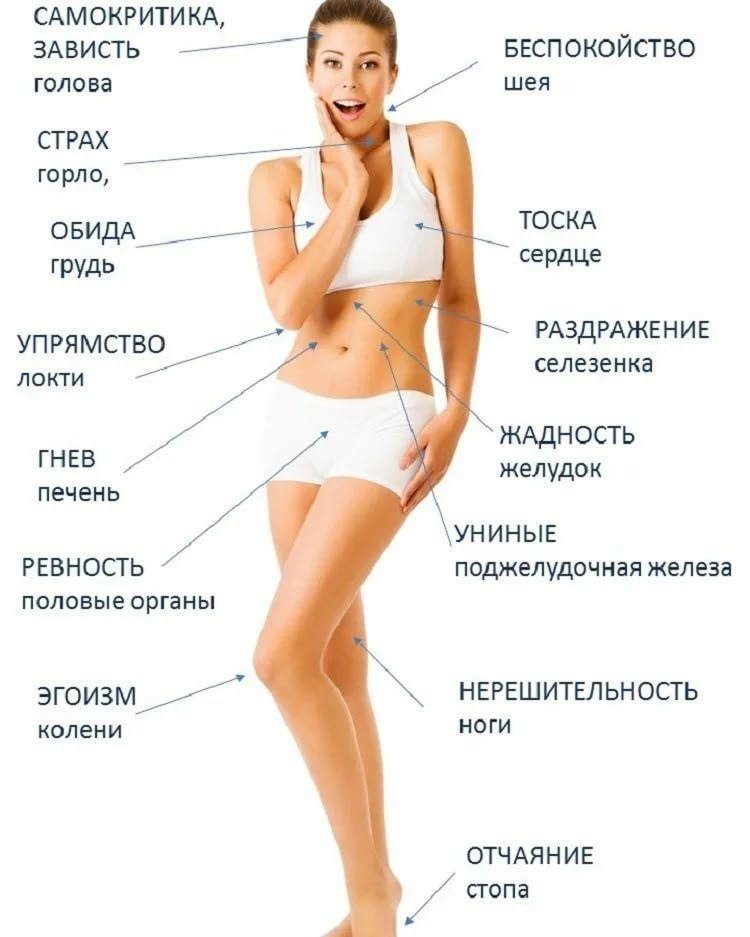 САМОКРИТИКА,
ЗАВИСТЬ
голова
БЕСПОКОЙСТВО
шея
СТРАХ
горло,
ОБИДА
грудь
ТОСКА
сердце
УПРЯМСТВО
локти
РАЗДРАЖЕНИЕ
селезенка
ГНЕВ
печень
ЖАДНОСТЬ
желудок
УНИНЫЕ
поджелудочная железа
РЕВНОСТЬ
половые органы
ЭГОИЗМ
колени
НЕРЕШИТЕЛЬНОСТЬ
ноги
ОТЧАЯНИЕ
стопа